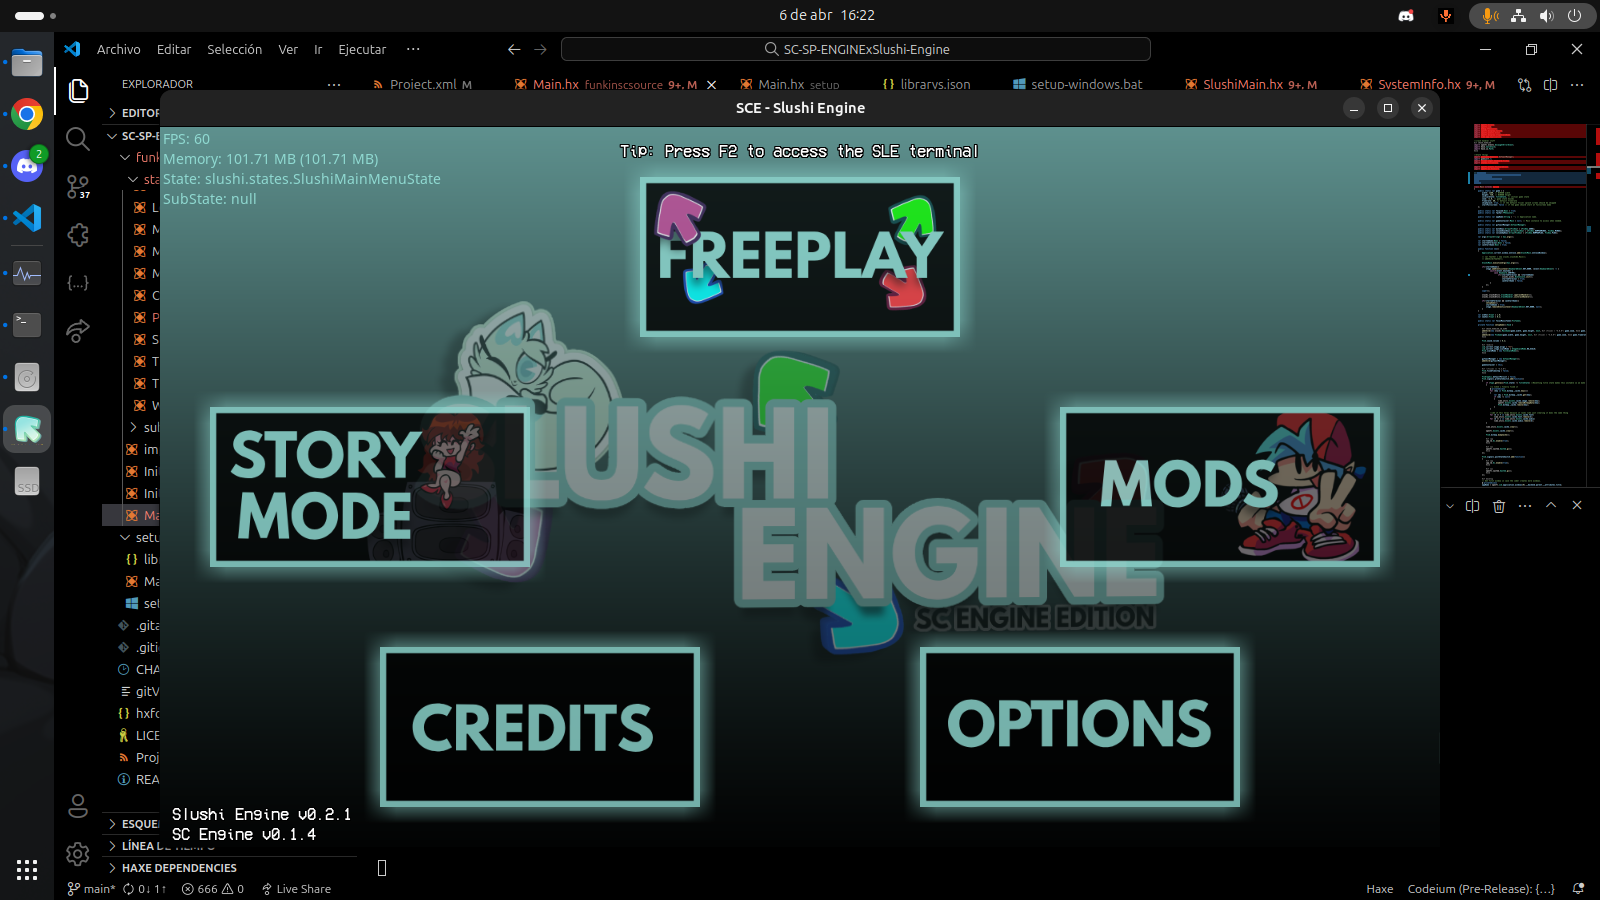 6 de abr 16:22
Archivo Editar Selección Ver Ir Ejecutar ···
SC-SP-ENGINExSlushi-Engine
EXPLORADOR
Project.xml M
Main.hx funkinscsource 9+, M
Main.hx setup
{} librarys.json
setup-windows.bat
SlushiMain.hx 9+, M
SystemInfo.hx 9+, M
SCE - Slushi Engine
FPS: 60
Memory: 101.71 MB (101.71 MB)
State: slushi.states.SlushiMainMenuState
SubState: null
Tip: Press F2 to access the SLE terminal
FREEPLAY
STORY
MODE
MODS
SLUSHI
ENGINE
SC ENGINE EDITION
CREDITS
OPTIONS
Slushi Engine v0.2.1
SC Engine v0.1.4
2
37
>_
SSD
EDITO
SC-SP-E
funk
sta
L
M
M
M
C
P
S
T
T
W
sul
im
Ini
Ini
Ma
setu
{} lib
Ma
set
.gita
.giti
CHA
gitV
{} hxfo
LICE
Proj
REA
ESQUE
LÍNEA DE TIEMPO
HAXE DEPENDENCIES
main* 0↓ 1↑ 666 0 Live Share
Haxe Codeium (Pre-Release): {...}